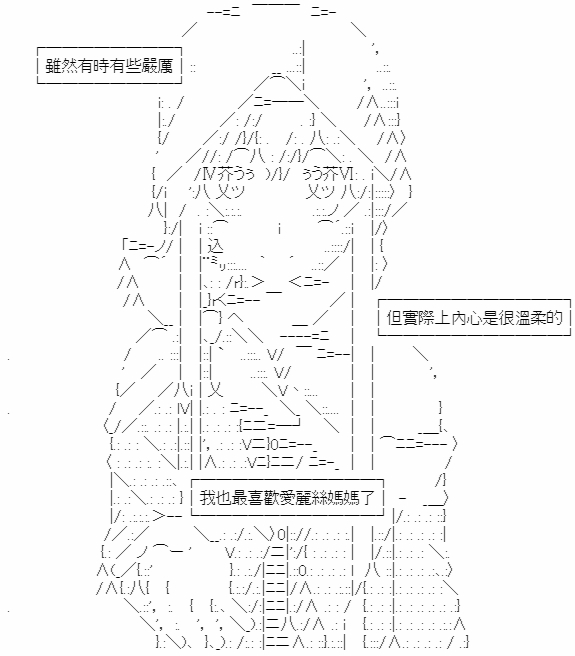 雖然有時有些嚴厲
但實際上內心是很溫柔的
我也最喜歡愛麗絲媽媽了